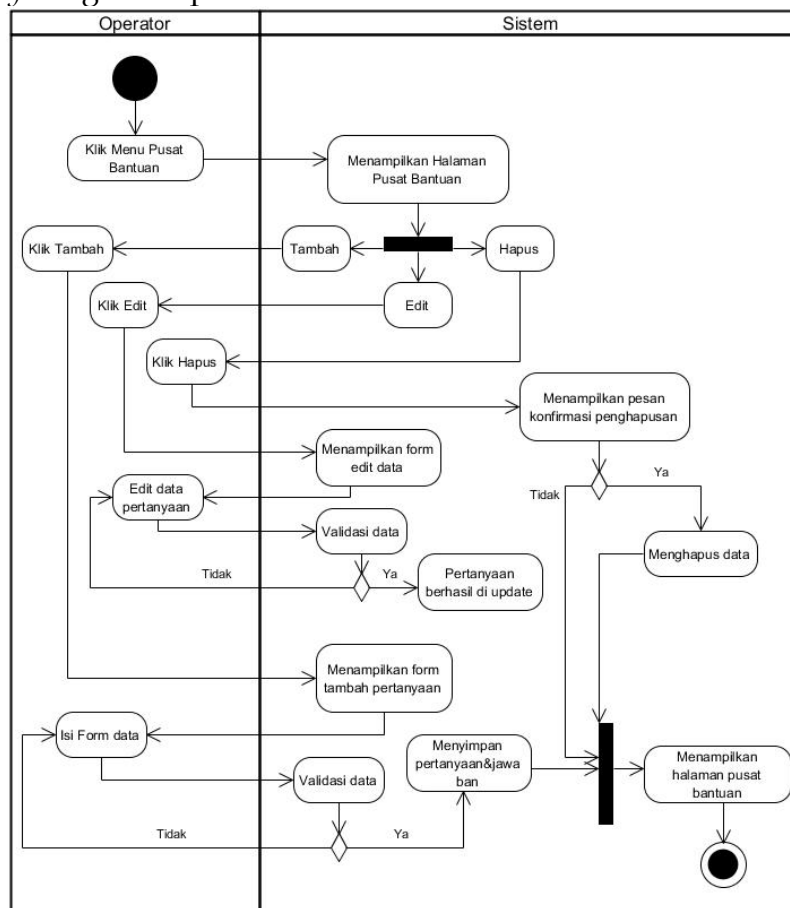 Operator
Sistem
Klik Menu Pusat
Bantuan
Menampilkan Halaman
Pusat Bantuan
Klik Tambah
Tambah
Hapus
Klik Edit
Edit
Klik Hapus
Menampilkan pesan
konfirmasi penghapusan
Menampilkan form
edit data
Tidak
Ya
Edit data
pertanyaan
Validasi data
Menghapus data
Tidak
Ya
Pertanyaan
berhasil di update
Menampilkan form
tambah pertanyaan
Isi Form data
Menyimpan
pertanyaan&jawa
ban
Menampilkan
halaman pusat
bantuan
Validasi data
Tidak
Ya